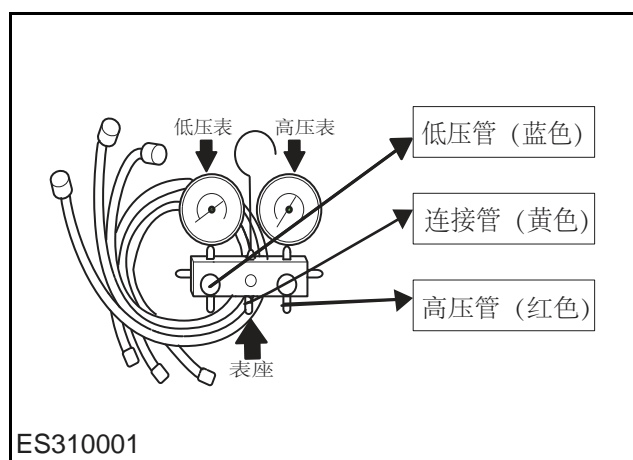 低压表
高压表
低压管 (蓝色)
连接管 (黄色)
高压管 (红色)
表座
ES310001